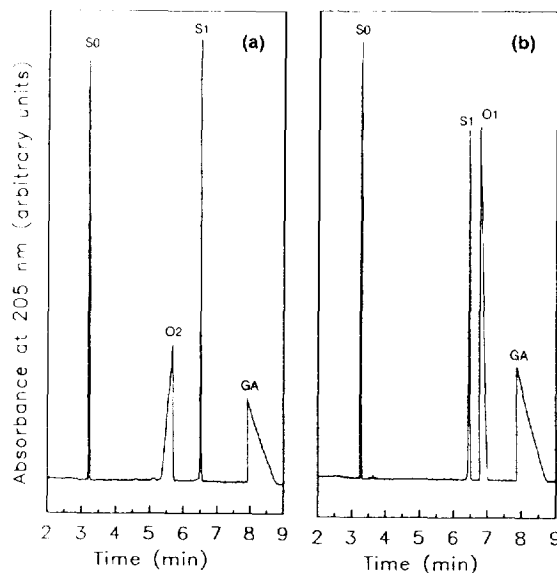 Absorbance at 205 nm (arbitrary units)
(a)
S0
S1
O2
GA
2 3 4 5 6 7 8 9
Time (min)
(b)
S0
S1
O1
GA
2 3 4 5 6 7 8 9
Time (min)